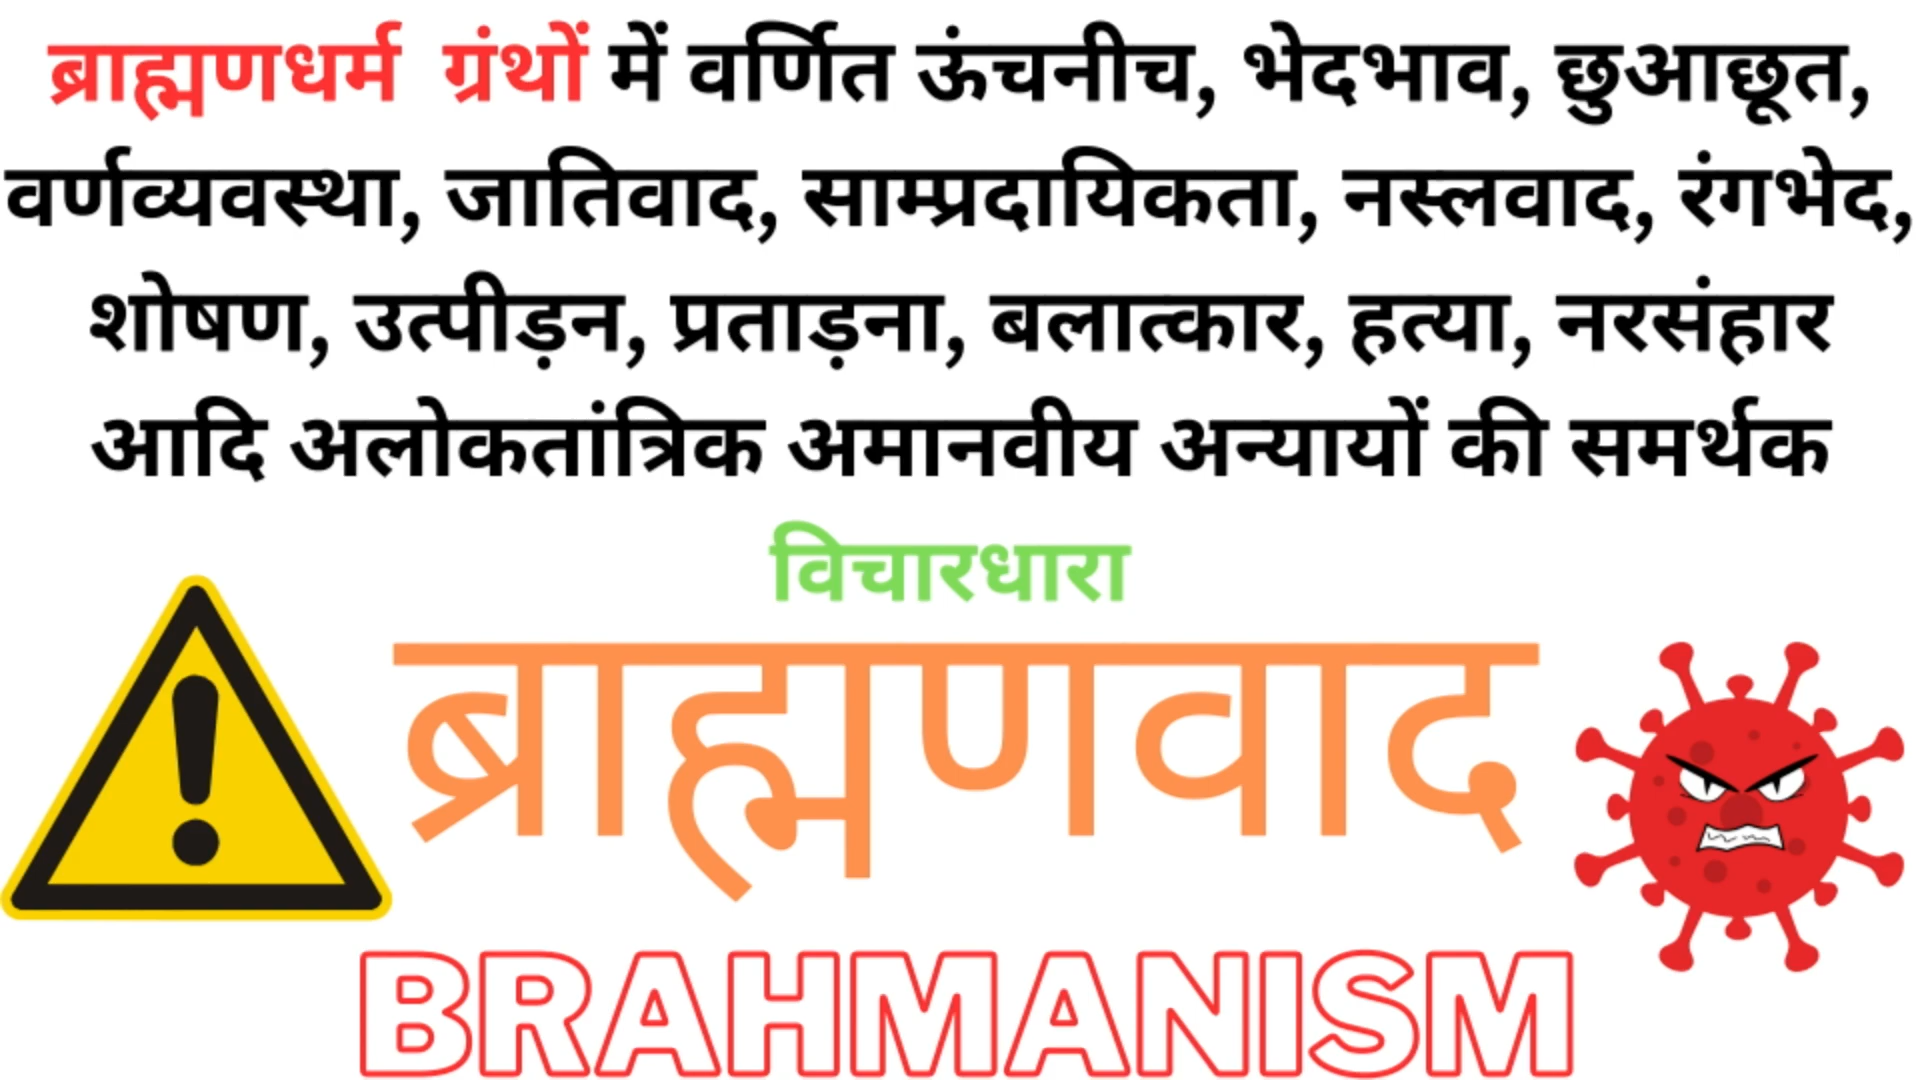 ब्राह्मणधर्म ग्रंथों में वर्णित ऊंचनीच, भेदभाव, छुआछूत,
वर्णव्यवस्था, जातिवाद, साम्प्रदायिकता, नस्लवाद, रंगभेद,
शोषण, उत्पीड़न, प्रताड़ना, बलात्कार, हत्या, नरसंहार
आदि अलोकतांत्रिक अमानवीय अन्यायों की समर्थक
विचारधारा
ब्राह्मणवाद
BRAHMANISM